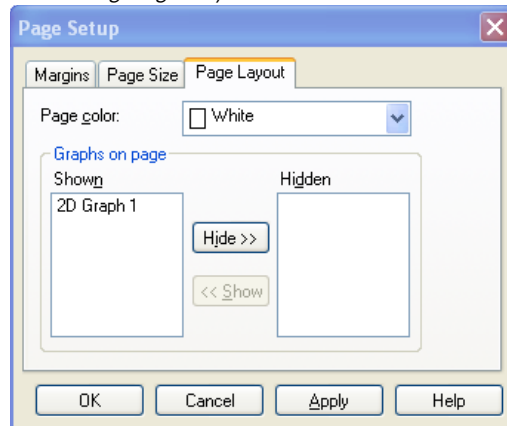 Page Setup
Margins Page Size Page Layout
Page color: White
Graphs on page
Shown Hidden
2D Graph 1
Hide >>
<< Show
OK Cancel Apply Help